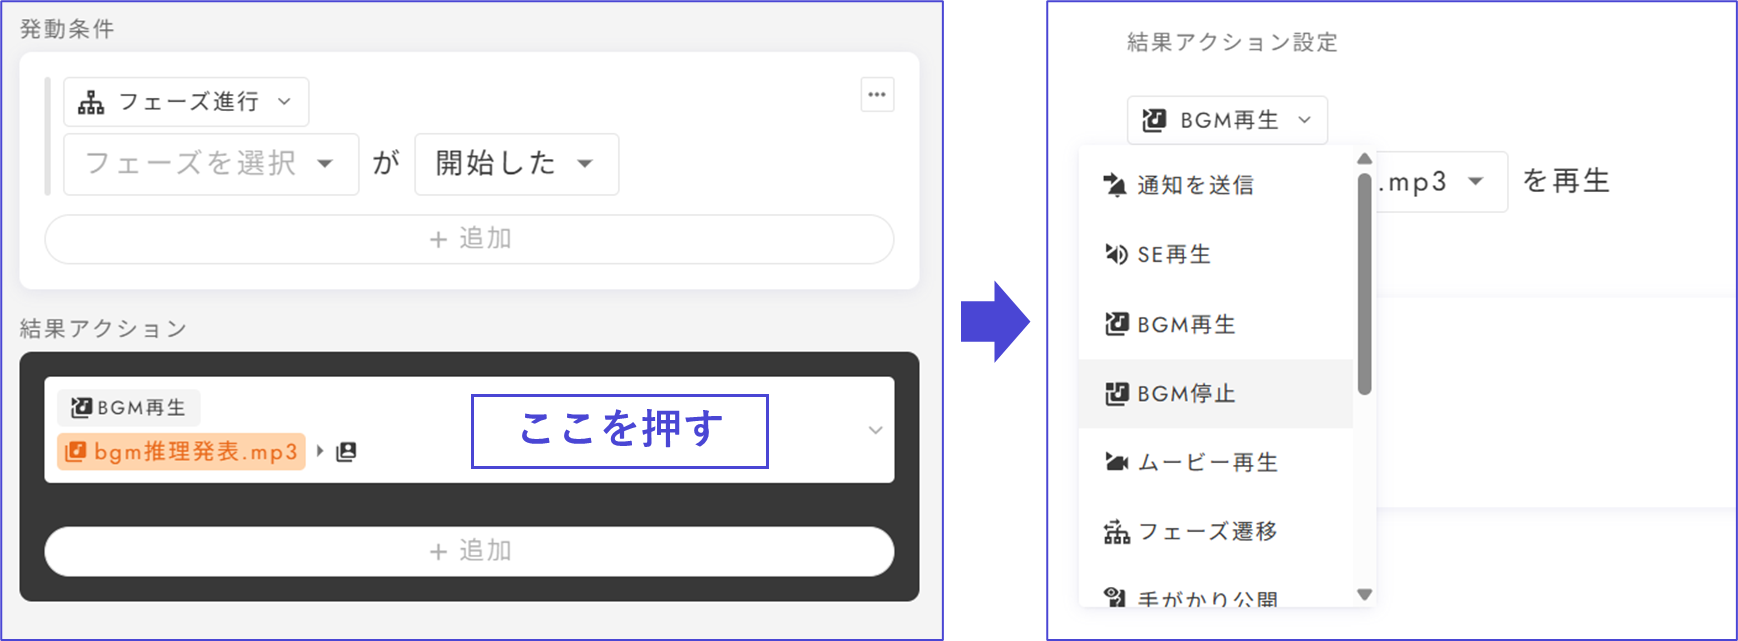 発動条件
フェーズ進行
フェーズを選択 が 開始した
+ 追加
結果アクション
BGM再生
bgm推理発表.mp3
ここを押す
+ 追加
結果アクション設定
BGM再生
.mp3 を再生
通知を送信
SE再生
BGM再生
BGM停止
ムービー再生
フェーズ遷移
手がかり公開